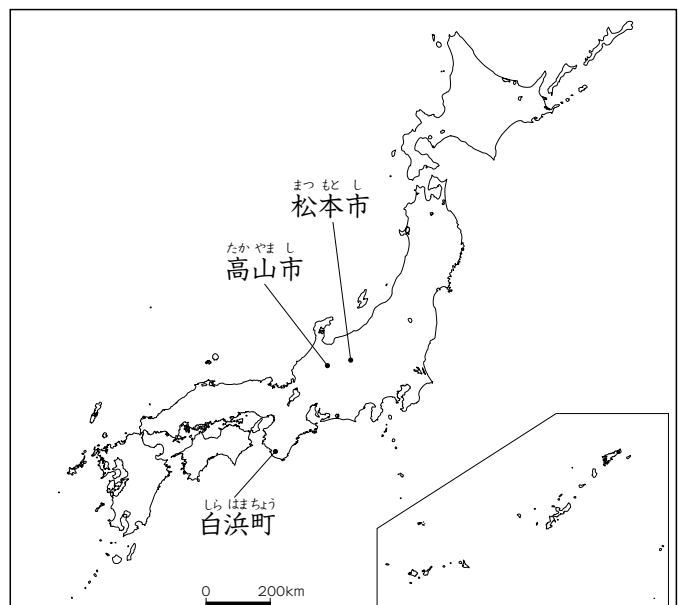 まつ もと し
松本市
たか やま し
高山市
しら はまちょう
白浜町
0 200km